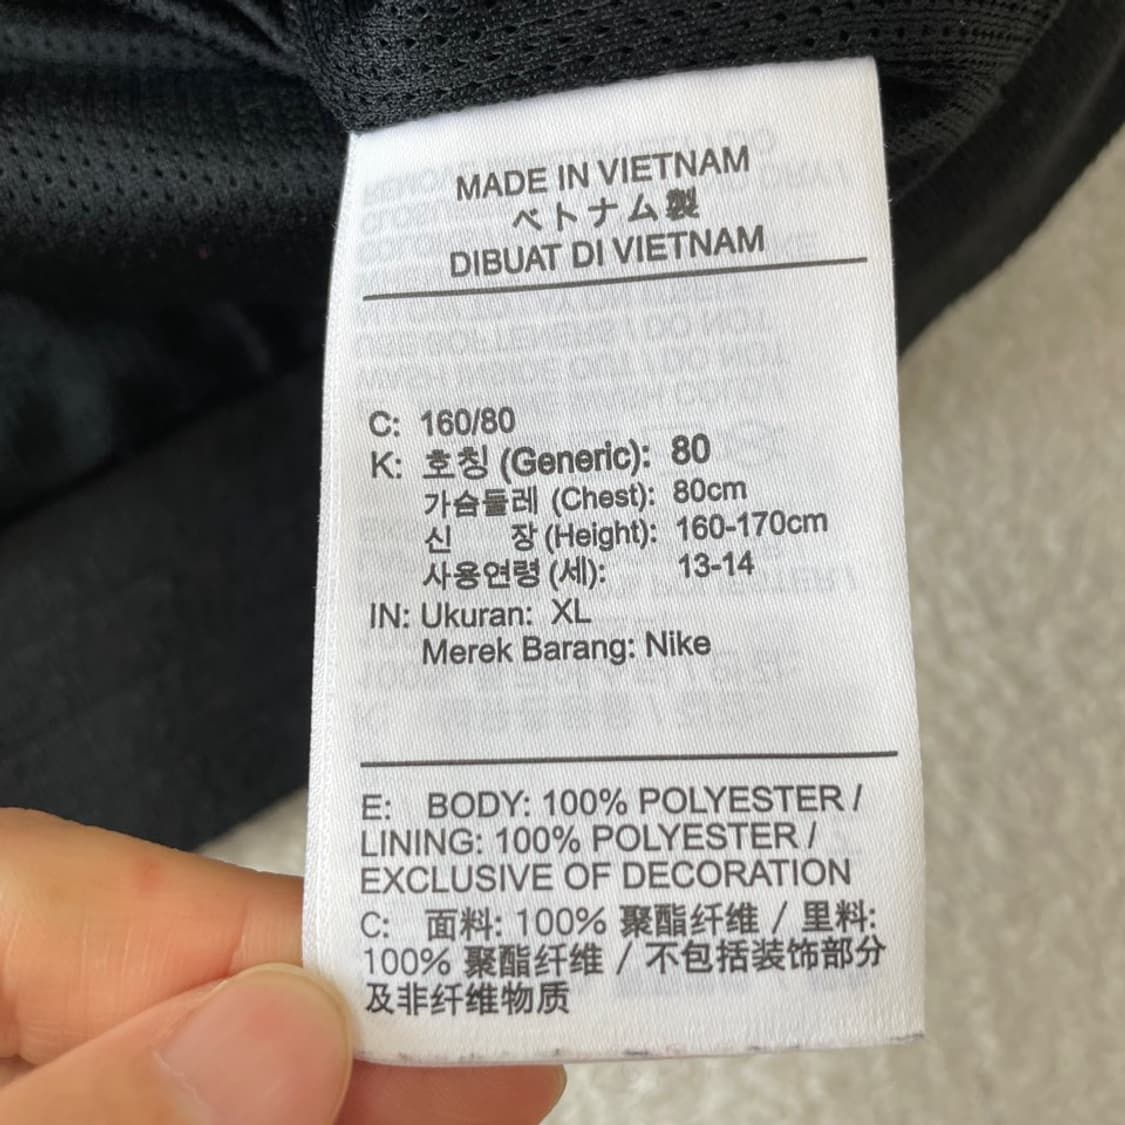 MADE IN VIETNAM
ベトナム製
DIBUAT DI VIETNAM
C: 160/80
K: 호칭 (Generic): 80
가슴둘레 (Chest): 80cm
신 장 (Height): 160-170cm
사용연령 (세): 13-14
IN: Ukuran: XL
Merek Barang: Nike
E: BODY: 100% POLYESTER /
LINING: 100% POLYESTER /
EXCLUSIVE OF DECORATION
C: 面料: 100% 聚酯纤维 / 里料:
100% 聚酯纤维 / 不包括装饰部分
及非纤维物质